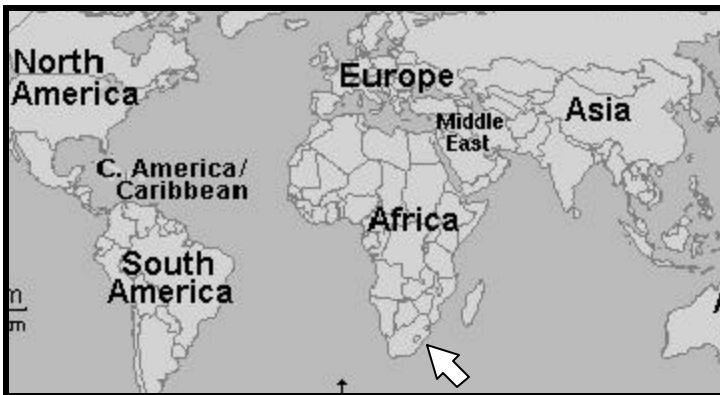 North
America
Europe
Asia
Middle
East
C. America/
Caribbean
Africa
South
America